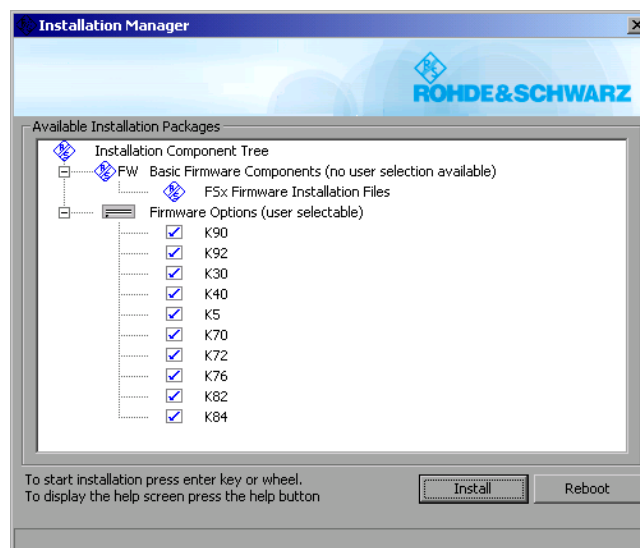 Installation Manager
ROHDE&SCHWARZ
Available Installation Packages
Installation Component Tree
FW Basic Firmware Components (no user selection available)
FSx Firmware Installation Files
Firmware Options (user selectable)
K90
K92
K30
K40
K5
K70
K72
K76
K82
K84
To start installation press enter key or wheel.
To display the help screen press the help button
Install
Reboot